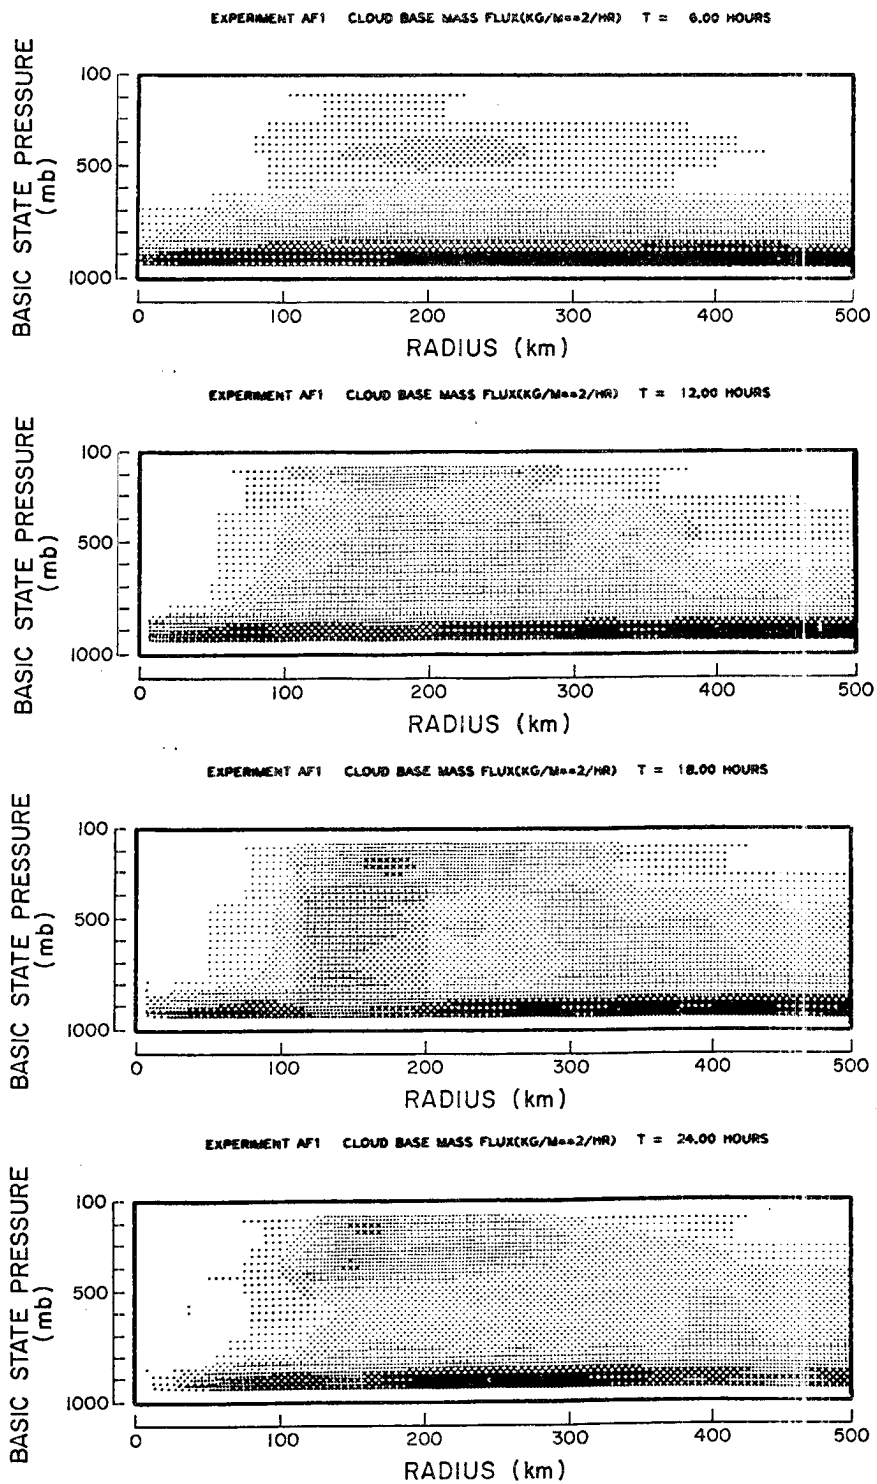 EXPERIMENT AF1 CLOUD BASE MASS FLUX(KG/M**2/HR) T = 6.00 HOURS
BASIC STATE PRESSURE
(mb)
100
500
1000
0 100 200 300 400 500
RADIUS (km)
EXPERIMENT AF1 CLOUD BASE MASS FLUX(KG/M**2/HR) T = 12.00 HOURS
BASIC STATE PRESSURE
(mb)
100
500
1000
0 100 200 300 400 500
RADIUS (km)
EXPERIMENT AF1 CLOUD BASE MASS FLUX(KG/M**2/HR) T = 18.00 HOURS
BASIC STATE PRESSURE
(mb)
100
500
1000
0 100 200 300 400 500
RADIUS (km)
EXPERIMENT AF1 CLOUD BASE MASS FLUX(KG/M**2/HR) T = 24.00 HOURS
BASIC STATE PRESSURE
(mb)
100
500
1000
0 100 200 300 400 500
RADIUS (km)